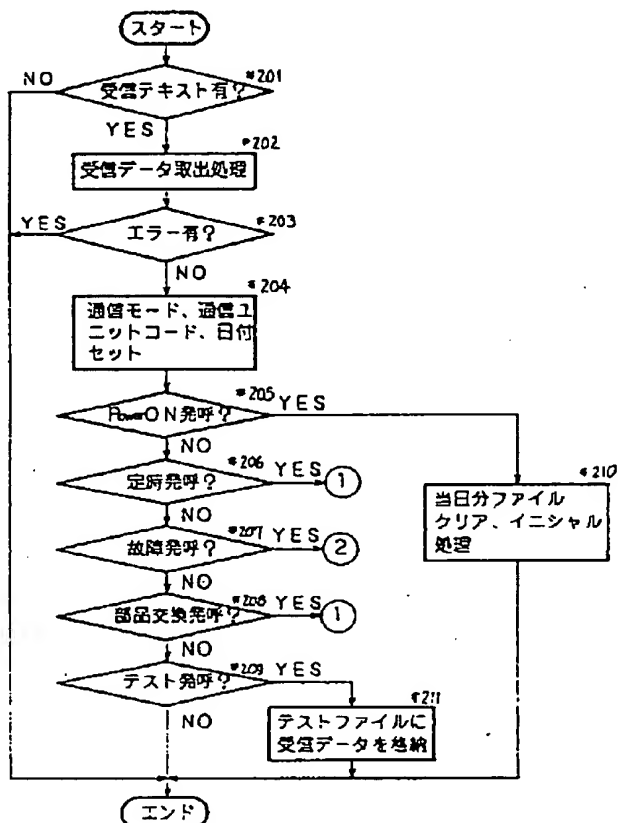 スタート
#201
NO
受信テキスト有?
YES
#202
受信データ取出処理
#203
YES
エラー有?
NO
#204
通信モード、通信ユ
ニットコード、日付
セット
#205
PowerON発呼?
YES
NO
#206
定時発呼?
YES
1
NO
#207
故障発呼?
YES
2
NO
#208
部品交換発呼?
YES
1
NO
#209
テスト発呼?
YES
NO
#210
当日分ファイル
クリア、イニシャル
処理
#211
テストファイルに
受信データを格納
エンド